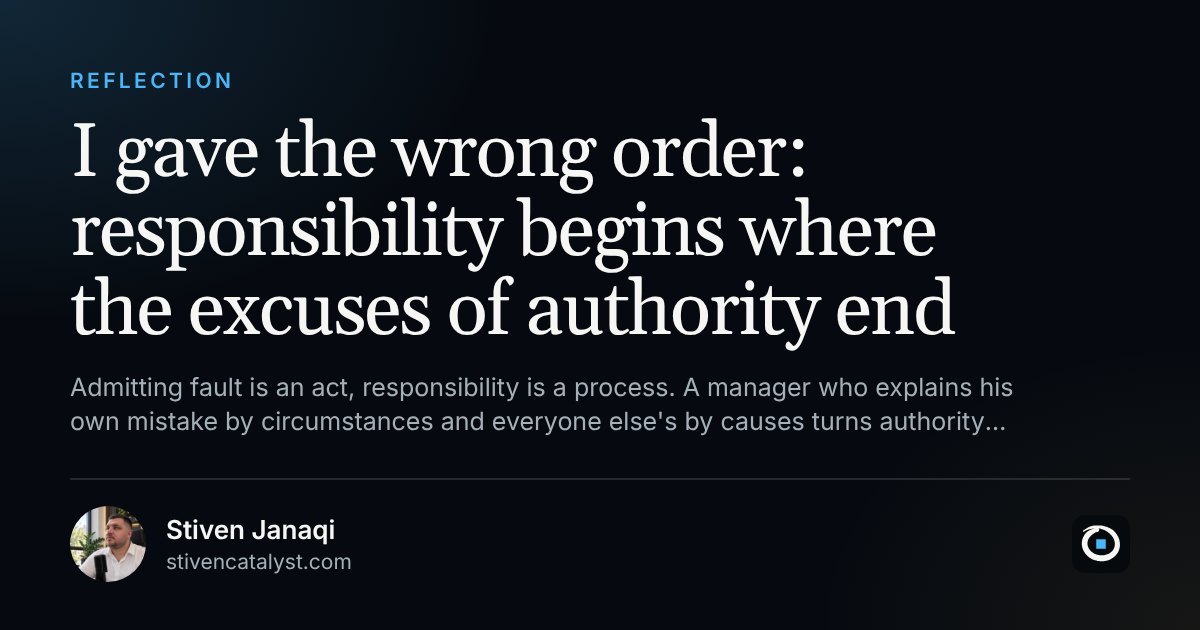 REFLECTION
I gave the wrong order:
responsibility begins where
the excuses of authority end
Admitting fault is an act, responsibility is a process. A manager who explains his
own mistake by circumstances and everyone else's by causes turns authority...
Stiven Janaqi
stivencatalyst.com